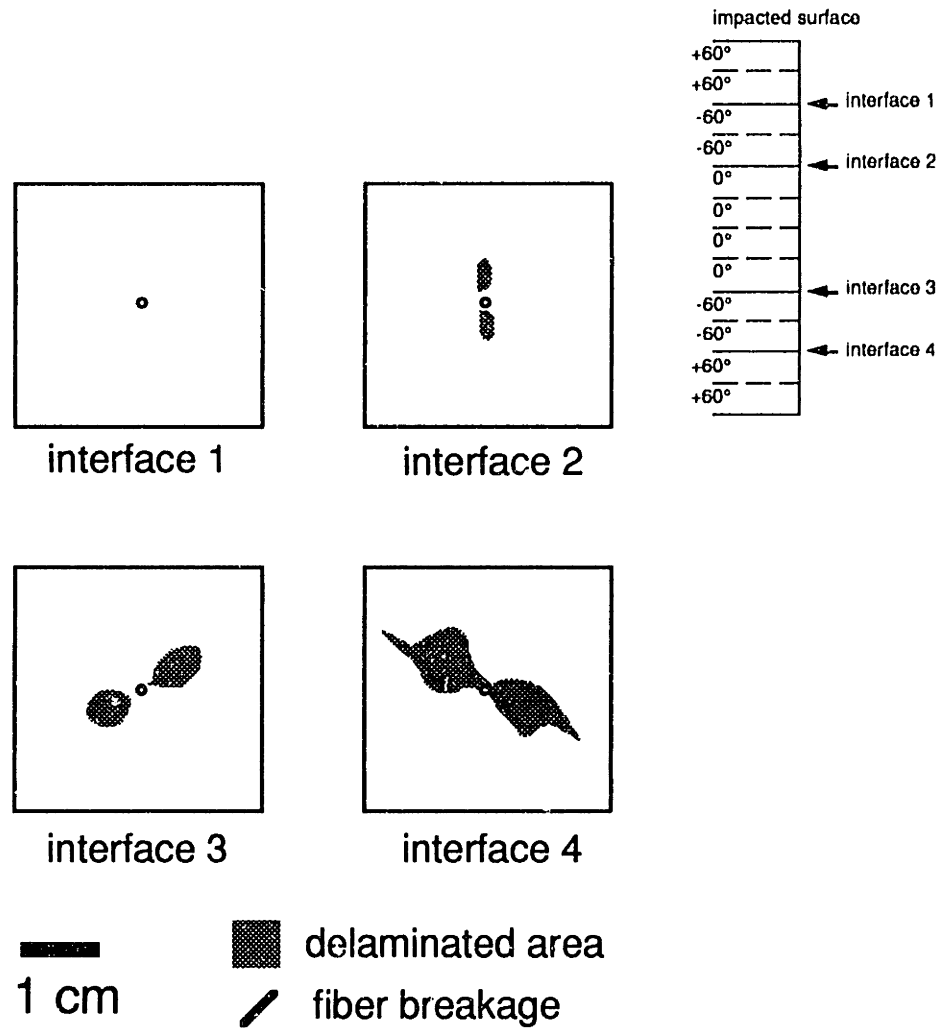 impacted surface
+60°
+60°
interface 1
-60°
-60°
interface 2
0°
0°
0°
0°
interface 3
-60°
-60°
interface 4
+60°
+60°
interface 1
interface 2
interface 3
interface 4
delaminated area
1 cm
fiber breakage